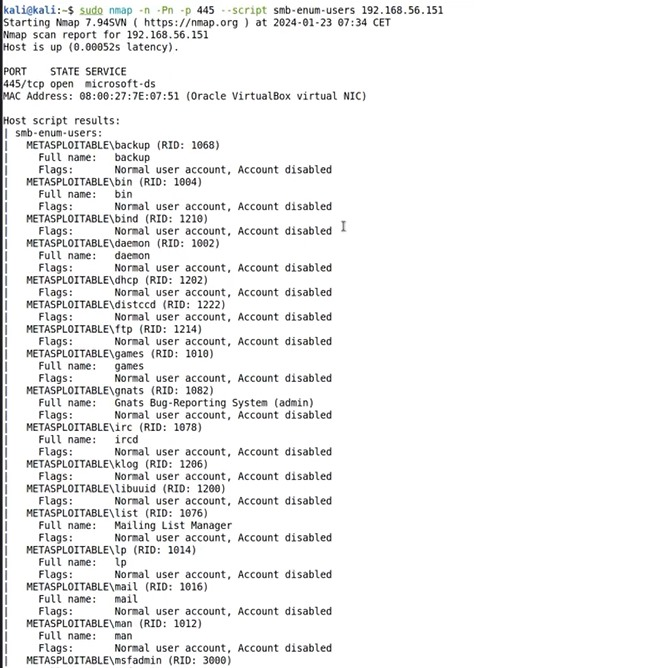 kali@kali:~$ sudo nmap -n -Pn -p 445 --script smb-enum-users 192.168.56.151
Starting Nmap 7.94SVN ( https://nmap.org ) at 2024-01-23 07:34 CET
Nmap scan report for 192.168.56.151
Host is up (0.00052s latency).

PORT    STATE SERVICE
445/tcp open  microsoft-ds
MAC Address: 08:00:27:7E:07:51 (Oracle VirtualBox virtual NIC)

Host script results:
| smb-enum-users:
|   METASPLOITABLE\backup (RID: 1068)
|     Full name:   backup
|     Flags:       Normal user account, Account disabled
|   METASPLOITABLE\bin (RID: 1004)
|     Full name:   bin
|     Flags:       Normal user account, Account disabled
|   METASPLOITABLE\bind (RID: 1210)
|     Flags:       Normal user account, Account disabled
|   METASPLOITABLE\daemon (RID: 1002)
|     Full name:   daemon
|     Flags:       Normal user account, Account disabled
|   METASPLOITABLE\dhcp (RID: 1202)
|     Flags:       Normal user account, Account disabled
|   METASPLOITABLE\distccd (RID: 1222)
|     Flags:       Normal user account, Account disabled
|   METASPLOITABLE\ftp (RID: 1214)
|     Flags:       Normal user account, Account disabled
|   METASPLOITABLE\games (RID: 1010)
|     Full name:   games
|     Flags:       Normal user account, Account disabled
|   METASPLOITABLE\gnats (RID: 1082)
|     Full name:   Gnats Bug-Reporting System (admin)
|     Flags:       Normal user account, Account disabled
|   METASPLOITABLE\irc (RID: 1078)
|     Full name:   ircd
|     Flags:       Normal user account, Account disabled
|   METASPLOITABLE\klog (RID: 1206)
|     Flags:       Normal user account, Account disabled
|   METASPLOITABLE\libuuid (RID: 1200)
|     Flags:       Normal user account, Account disabled
|   METASPLOITABLE\list (RID: 1076)
|     Full name:   Mailing List Manager
|     Flags:       Normal user account, Account disabled
|   METASPLOITABLE\lp (RID: 1014)
|     Full name:   lp
|     Flags:       Normal user account, Account disabled
|   METASPLOITABLE\mail (RID: 1016)
|     Full name:   mail
|     Flags:       Normal user account, Account disabled
|   METASPLOITABLE\man (RID: 1012)
|     Full name:   man
|     Flags:       Normal user account, Account disabled
|   METASPLOITABLE\msfadmin (RID: 3000)